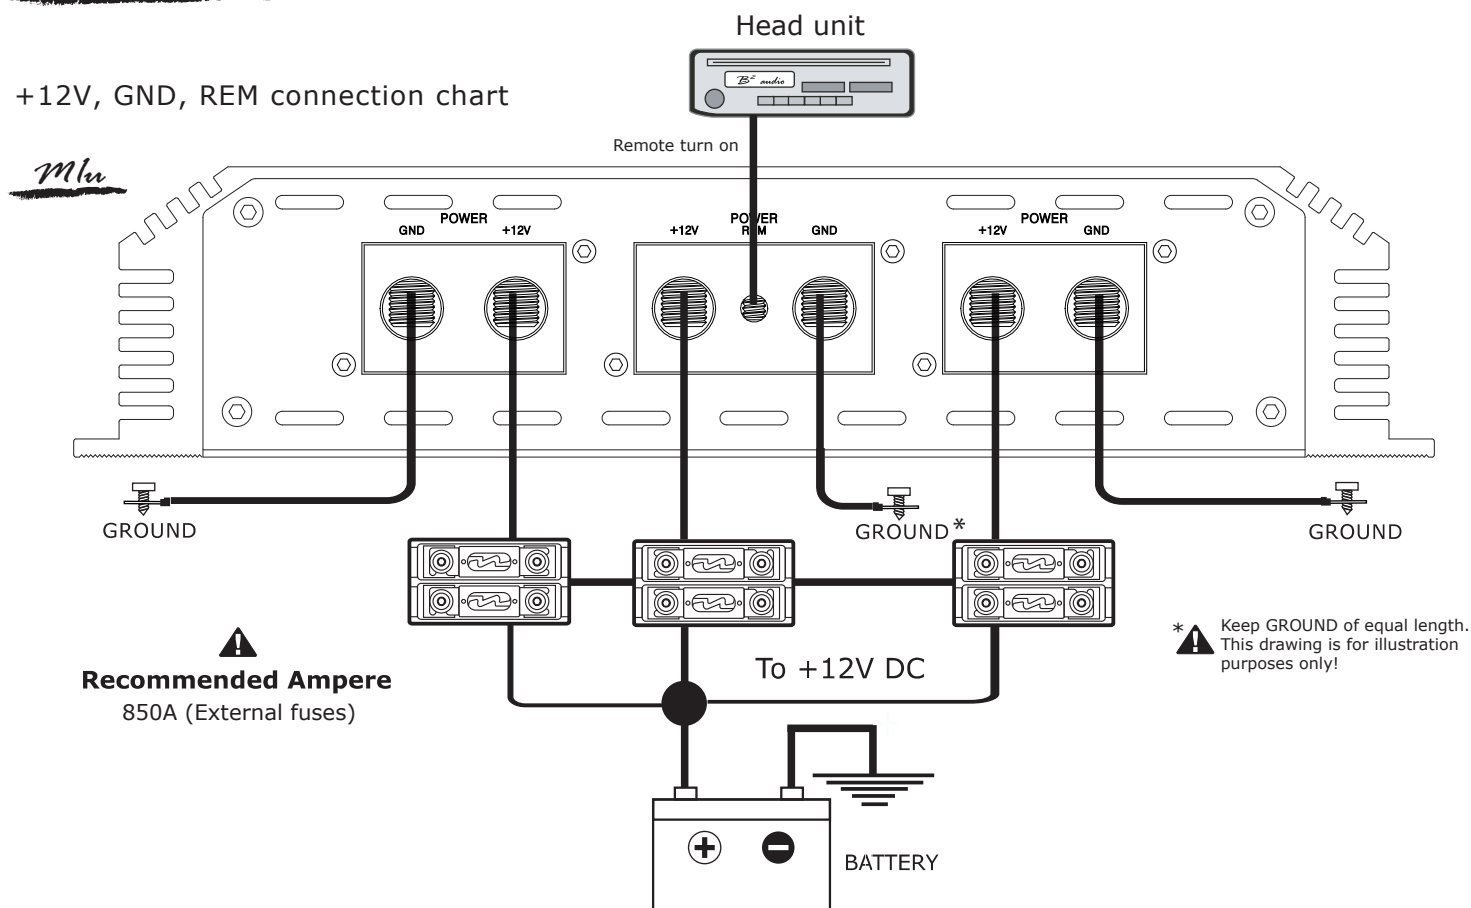 Head unit
B² audio
+12V, GND, REM connection chart
Remote turn on
POWER
GND +12V
POWER
+12V REM GND
POWER
+12V GND
GROUND
GROUND*
GROUND
Recommended Ampere
850A (External fuses)
To +12V DC
* Keep GROUND of equal length.
This drawing is for illustration
purposes only!
BATTERY